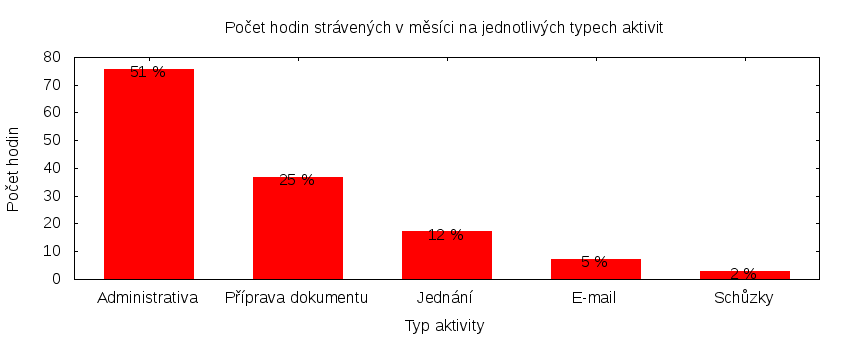 Počet hodin strávených v měsíci na jednotlivých typech aktivit
Počet hodin
80
70
60
50
40
30
20
10
0
51 %
25 %
12 %
5 %
2 %
Administrativa
Příprava dokumentu
Jednání
E-mail
Schůzky
Typ aktivity